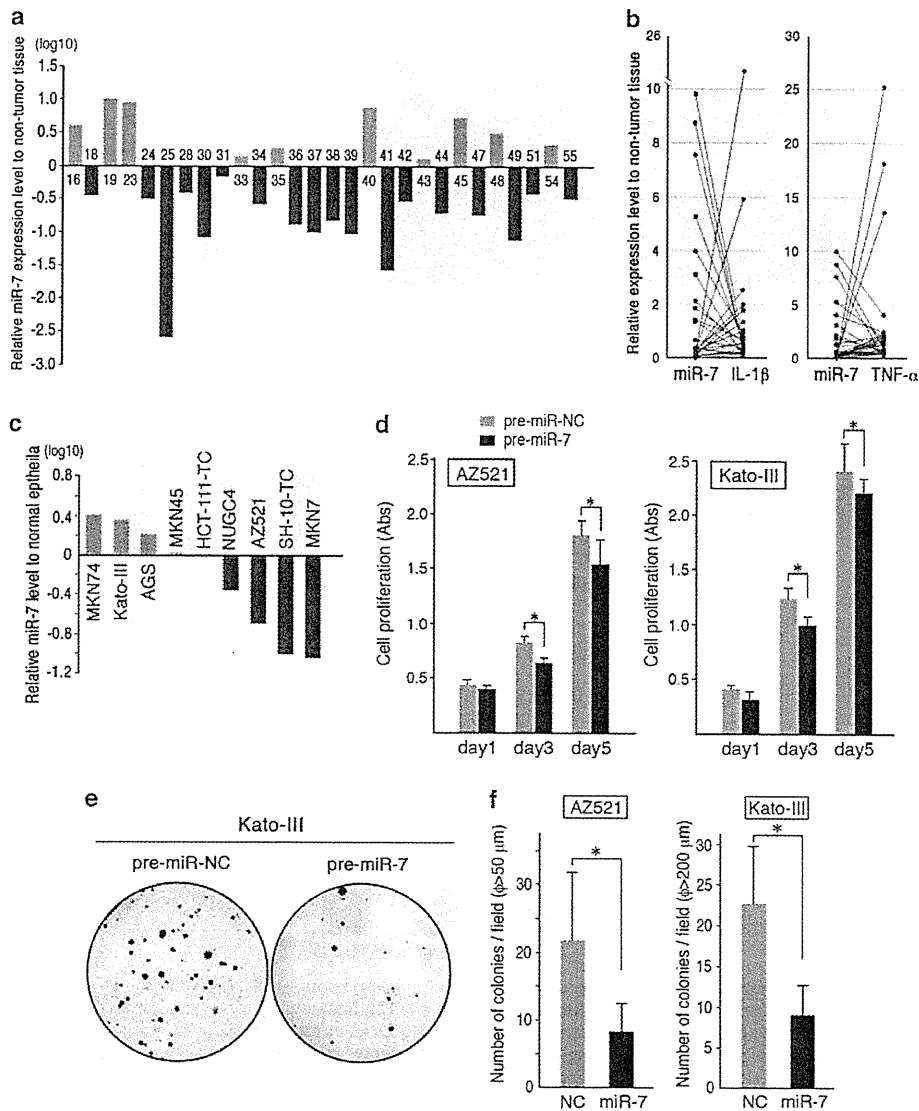 a
(log10)
Relative miR-7 expression level to non-tumor tissue
1.5
1.0
0.5
0
-0.5
-1.0
-1.5
-2.0
-2.5
-3.0
18 24 25 28 30 31 34 36 37 38 39 41 42 44 47 49 51 55
16 19 23 33 35 40 43 45 48 54
b
Relative expression level to non-tumor tissue
26
10
8
6
4
2
0
miR-7 IL-1β
30
25
20
15
10
5
0
miR-7 TNF-α
c
(log10)
Relative miR-7 level to normal eptheila
0.8
0.4
0
-0.4
-0.8
-1.2
MKN74
Kato-III
AGS
MKN45
HCT-111-TC
NUGC4
AZ521
SH-10-TC
MKN7
d
pre-miR-NC
pre-miR-7
AZ521
Cell proliferation (Abs)
2.5
2.0
1.5
1.0
0.5
*
*
day1 day3 day5
Kato-III
Cell proliferation (Abs)
2.5
2.0
1.5
1.0
0.5
*
*
day1 day3 day5
e
Kato-III
pre-miR-NC pre-miR-7
f
AZ521
Number of colonies / field (φ>50 μm)
30
20
10
0
*
NC miR-7
Kato-III
Number of colonies / field (φ>200 μm)
30
25
20
15
10
5
0
*
NC miR-7